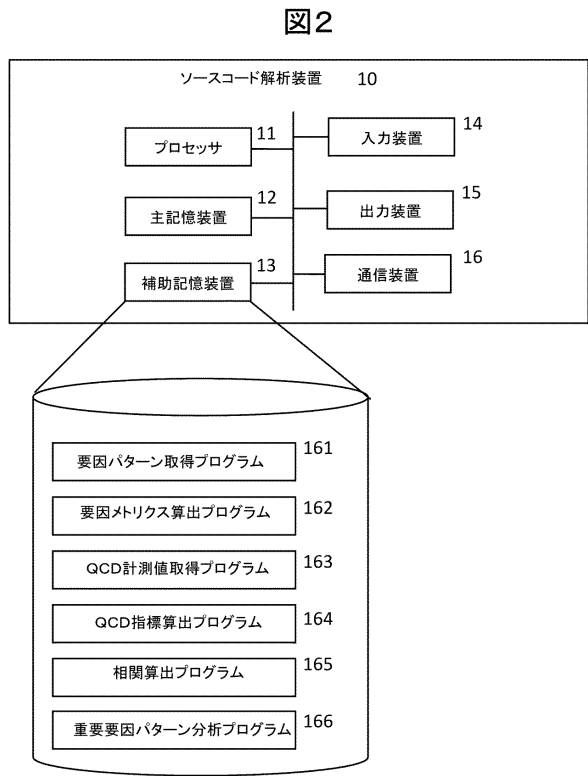 図2
ソースコード解析装置 10
プロセッサ 11
入力装置 14
主記憶装置 12
出力装置 15
補助記憶装置 13
通信装置 16
要因パターン取得プログラム 161
要因メトリクス算出プログラム 162
QCD計測値取得プログラム 163
QCD指標算出プログラム 164
相関算出プログラム 165
重要要因パターン分析プログラム 166